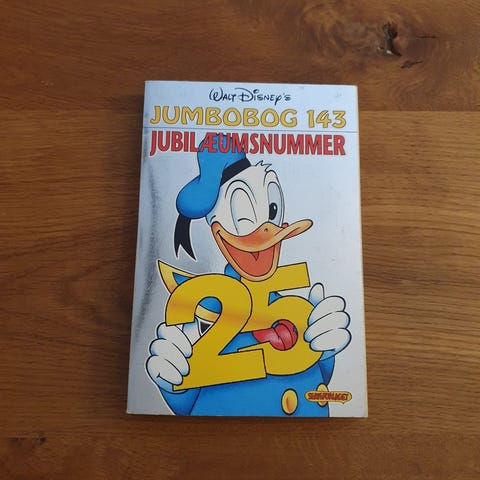 WALT DISNEY'S
JUMBOBOG 143
JUBILÆUMSNUMMER
25
SERIEFORLAGET